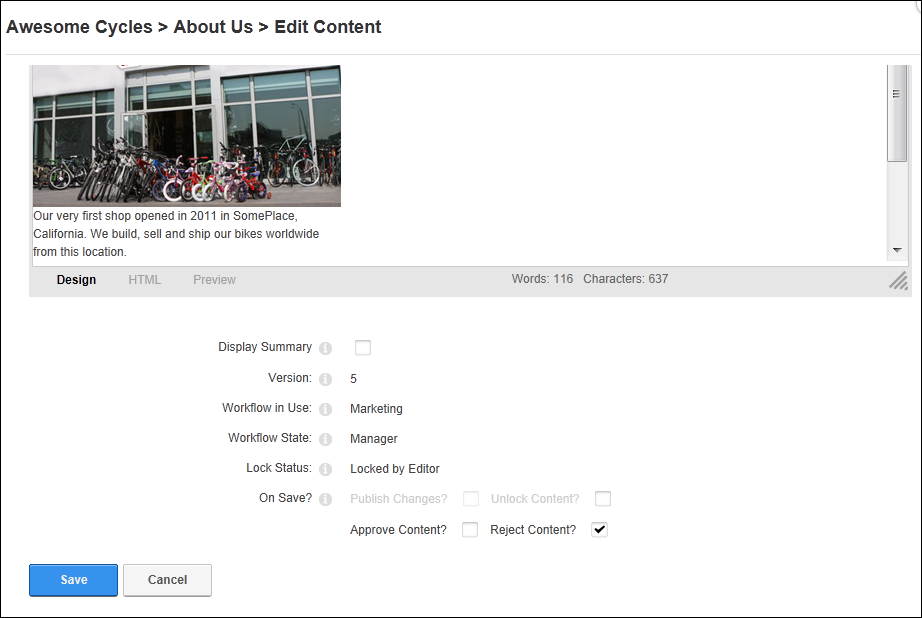 Awesome Cycles > About Us > Edit Content
Our very first shop opened in 2011 in SomePlace,
California. We build, sell and ship our bikes worldwide
from this location.
Design HTML Preview Words: 116 Characters: 637
Display Summary
Version: 5
Workflow in Use: Marketing
Workflow State: Manager
Lock Status: Locked by Editor
On Save? Publish Changes? Unlock Content?
Approve Content? Reject Content?
Save Cancel